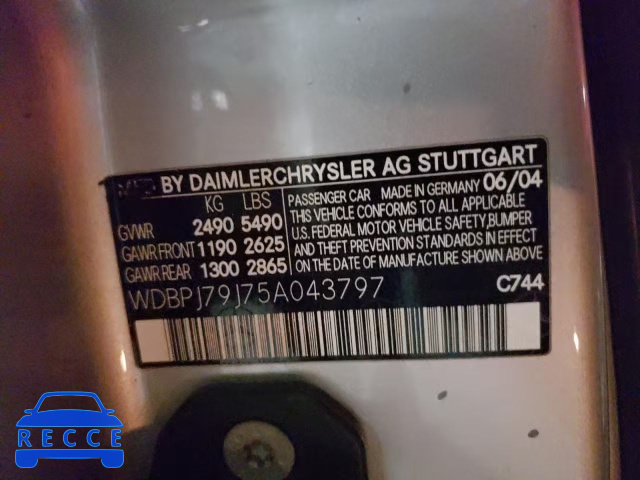 MFD BY DAIMLERCHRYSLER AG STUTTGART
KG LBS
GVWR 2490 5490
GAWR.FRONT 1190 2625
GAWR.REAR 1300 2865
PASSENGER CAR MADE IN GERMANY 06/04
THIS VEHICLE CONFORMS TO ALL APPLICABLE
U.S. FEDERAL MOTOR VEHICLE SAFETY, BUMPER
AND THEFT PREVENTION STANDARDS IN EFFECT
ON THE DATE OF MANUFACTURE SHOWN ABOVE.
WDBPJ79J75A043797 C744
RECCE